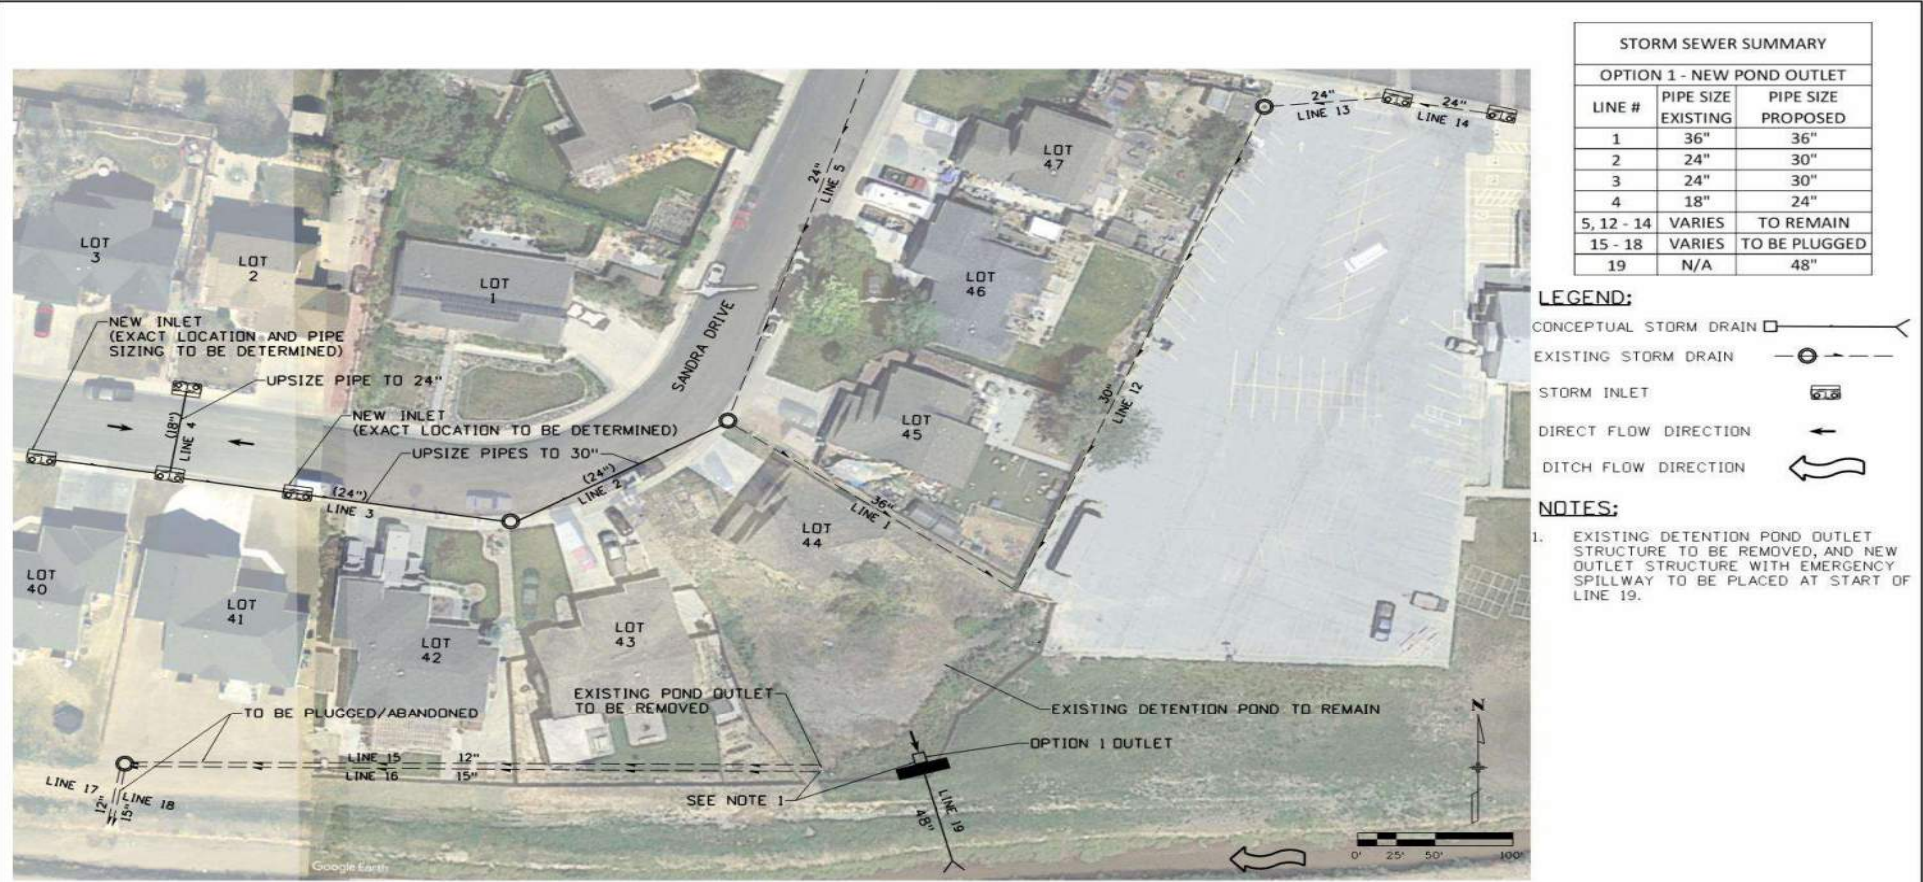 STORM SEWER SUMMARY
OPTION 1 - NEW POND OUTLET
LINE # PIPE SIZE EXISTING PIPE SIZE PROPOSED
1 36" 36"
2 24" 30"
3 24" 30"
4 18" 24"
5, 12 - 14 VARIES TO REMAIN
15 - 18 VARIES TO BE PLUGGED
19 N/A 48"
LEGEND:
CONCEPTUAL STORM DRAIN
EXISTING STORM DRAIN
STORM INLET
DIRECT FLOW DIRECTION
DITCH FLOW DIRECTION
NOTES:
1. EXISTING DETENTION POND OUTLET
STRUCTURE TO BE REMOVED, AND NEW
OUTLET STRUCTURE WITH EMERGENCY
SPILLWAY TO BE PLACED AT START OF
LINE 19.
24"
LINE 13
24"
LINE 14
LOT
47
24"
LINE 5
LOT
3
LOT
2
LOT
1
LOT
46
SANDRA DRIVE
NEW INLET
(EXACT LOCATION AND PIPE
SIZING TO BE DETERMINED)
UPSIZE PIPE TO 24"
(18")
LINE 4
NEW INLET
(EXACT LOCATION TO BE DETERMINED)
UPSIZE PIPES TO 30"
(24")
LINE 2
(24")
LINE 3
30"
LINE 12
LOT
45
36"
LINE 1
LOT
44
LOT
40
LOT
41
LOT
42
LOT
43
EXISTING POND OUTLET
TO BE REMOVED
TO BE PLUGGED/ABANDONED
EXISTING DETENTION POND TO REMAIN
OPTION 1 OUTLET
LINE 15 12"
LINE 16 15"
LINE 17
12"
LINE 18
15"
SEE NOTE 1
LINE 19
48"
N
0' 25' 50' 100'
Google Earth